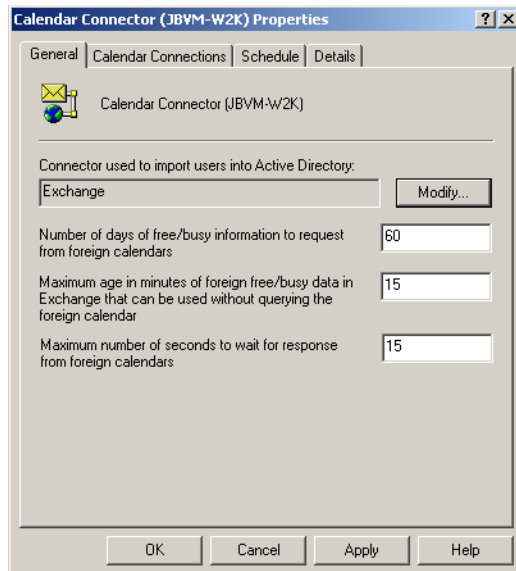 Calendar Connector (JBVM-W2K) Properties
General
Calendar Connections
Schedule
Details
Calendar Connector (JBVM-W2K)
Connector used to import users into Active Directory:
Exchange
Modify...
Number of days of free/busy information to request
from foreign calendars
60
Maximum age in minutes of foreign free/busy data in
Exchange that can be used without querying the
foreign calendar
15
Maximum number of seconds to wait for response
from foreign calendars
15
OK
Cancel
Apply
Help